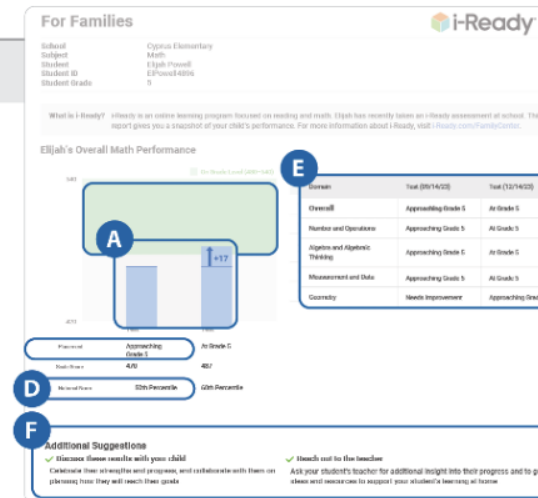 For Families
i-Ready
School Cyprus Elementary
Subject Math
Student Elijah Powell
Student ID ElPowell4806
Student Grade 5
What is i-Ready? i-Ready is an online learning program focused on reading and math. Elijah has recently taken an i-Ready assessment at school. This
report gives you a snapshot of your child's performance. For more information about i-Ready, visit i-Ready.com/FamilyCenter.
Elijah's Overall Math Performance
E
Domain Test (09/14/23) Test (12/14/23)
Overall Approaching Grade 5 At Grade 5
Number and Operations Approaching Grade 5 At Grade 5
Algebra and Algebraic
Thinking Approaching Grade 5 At Grade 5
Measurement and Data Approaching Grade 5 At Grade 5
Geometry Needs Improvement Approaching Grad
A
+17
Placement Approaching
Grade 5 At Grade 5
Scale Score 470 487
D
National Norm 50th Percentile 60th Percentile
F
Additional Suggestions
Discuss these results with your child
Celebrate their strengths and progress, and collaborate with them on
planning how they will reach their goals
Reach out to the teacher
Ask your student's teacher for additional insight into their progress and to g
ideas and resources to support your student's learning at home